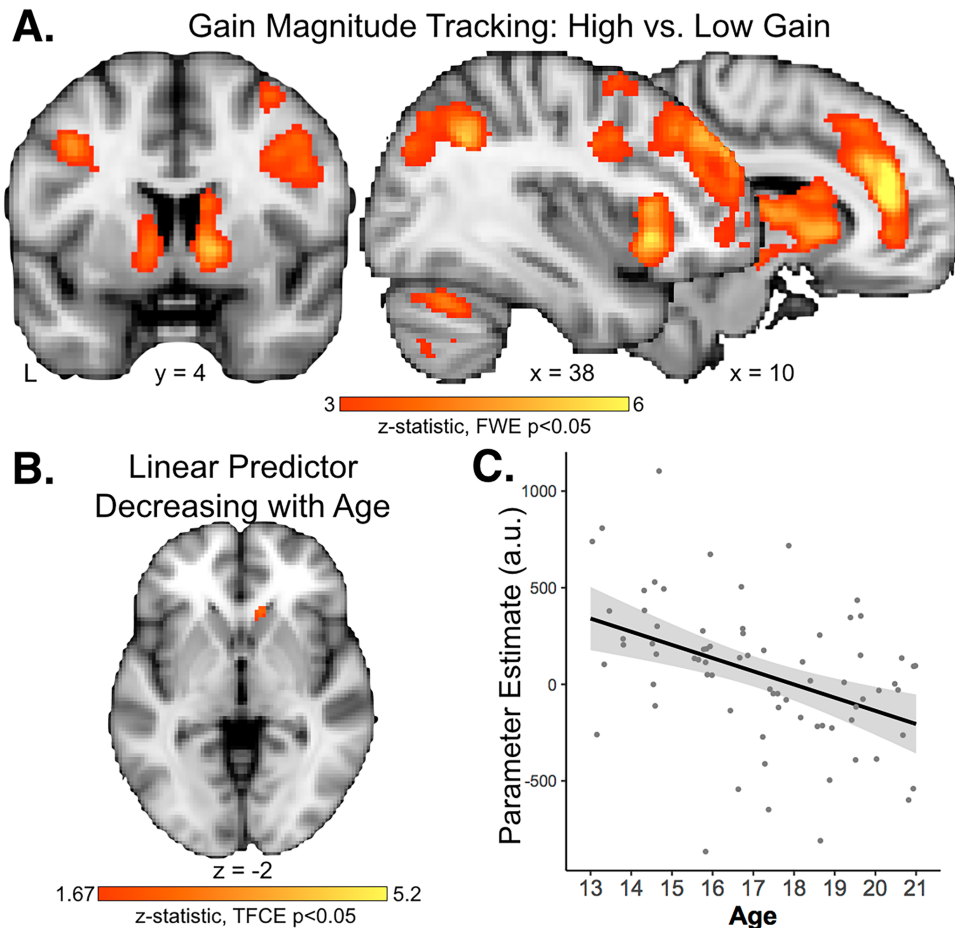 A.
Gain Magnitude Tracking: High vs. Low Gain
L
y = 4
x = 38
x = 10
3
6
z-statistic, FWE p<0.05
B.
Linear Predictor
Decreasing with Age
z = -2
1.67
5.2
z-statistic, TFCE p<0.05
C.
Parameter Estimate (a.u.)
1000
500
0
-500
13 14 15 16 17 18 19 20 21
Age